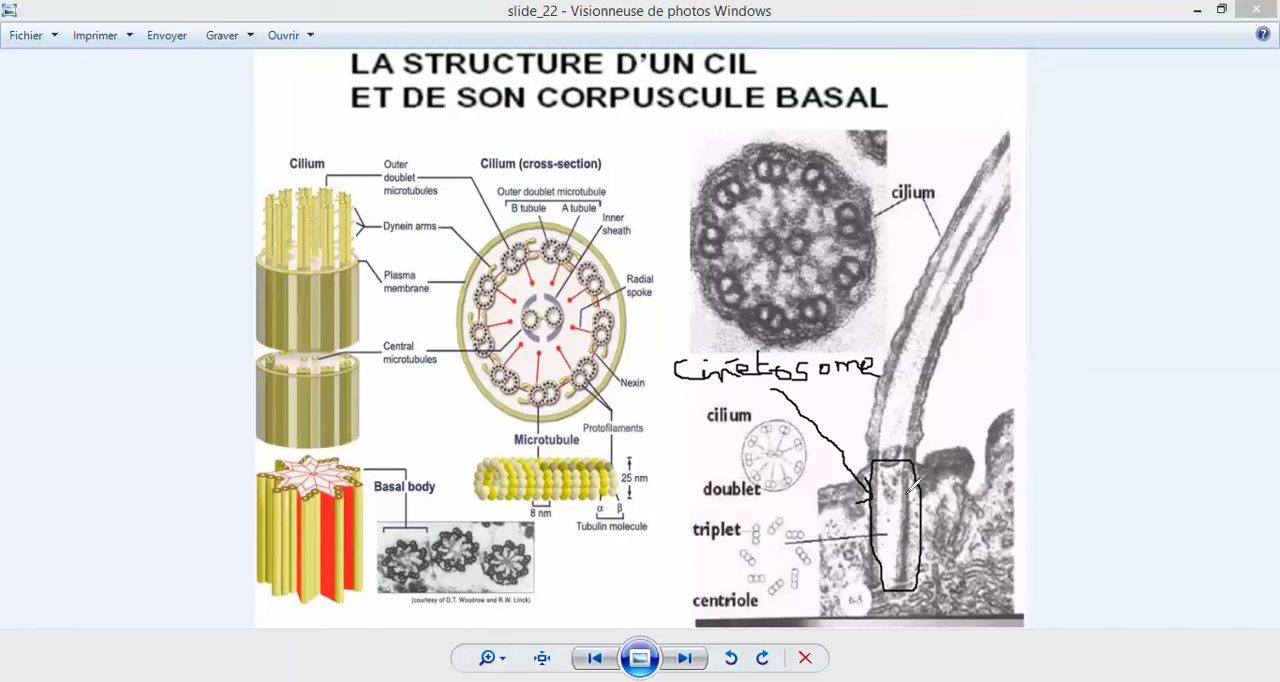 slide_22 - Visionneuse de photos Windows
Fichier Imprimer Envoyer Graver Ouvrir
LA STRUCTURE D'UN CIL
ET DE SON CORPUSCULE BASAL
Cilium
Outer
doublet
microtubules
Dynein arms
Plasma
membrane
Central
microtubules
Basal body
(courtesy of D.T. Woodrow and R.W. Linck)
Cilium (cross-section)
Outer doublet microtubule
B tubule A tubule
Inner
sheath
Radial
spoke
Nexin
Protofilaments
Microtubule
25 nm
8 nm
α β
Tubulin molecule
cilium
Cinétosome
cilium
doublet
triplet
centriole
6-5